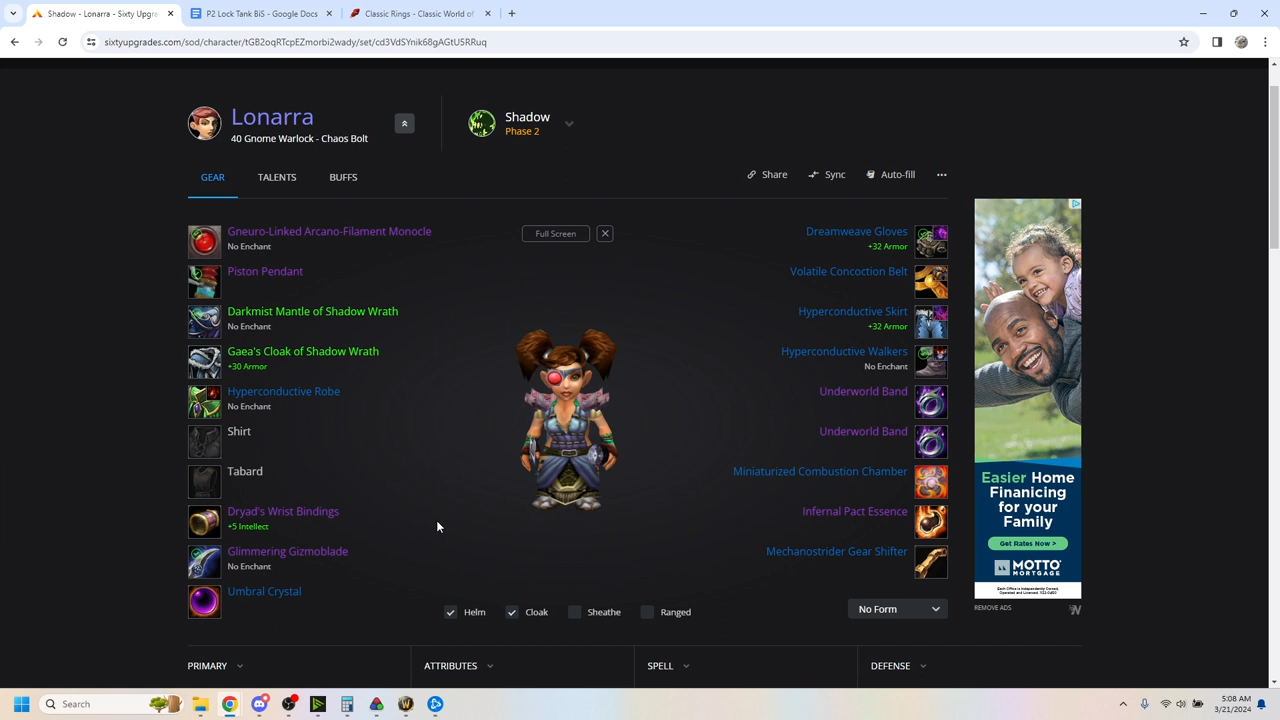 Shadow - Lonarra - Sixty Upgra
P2 Lock Tank BiS - Google Docs
Classic Rings - Classic World of
sixtyupgrades.com/sod/character/tGB2oqRTcpEZmorbi2wady/set/cd3VdSYnik68gAGtU5RRuq
Lonarra
40 Gnome Warlock - Chaos Bolt
Shadow
Phase 2
GEAR
TALENTS
BUFFS
Share
Sync
Auto-fill
Gneuro-Linked Arcano-Filament Monocle
No Enchant
Piston Pendant
Darkmist Mantle of Shadow Wrath
No Enchant
Gaea's Cloak of Shadow Wrath
+30 Armor
Hyperconductive Robe
No Enchant
Shirt
Tabard
Dryad's Wrist Bindings
+5 Intellect
Glimmering Gizmoblade
No Enchant
Umbral Crystal
Full Screen
Dreamweave Gloves
+32 Armor
Volatile Concoction Belt
Hyperconductive Skirt
+32 Armor
Hyperconductive Walkers
No Enchant
Underworld Band
Underworld Band
Miniaturized Combustion Chamber
Infernal Pact Essence
Mechanostrider Gear Shifter
Helm
Cloak
Sheathe
Ranged
No Form
PRIMARY
ATTRIBUTES
SPELL
DEFENSE
Easier Home
Financing
for your
Family
Get Rates Now >
MOTTO
MORTGAGE
REMOVE ADS
Search
5:08 AM
3/21/2024